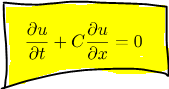 ∂u/∂t + C ∂u/∂x = 0